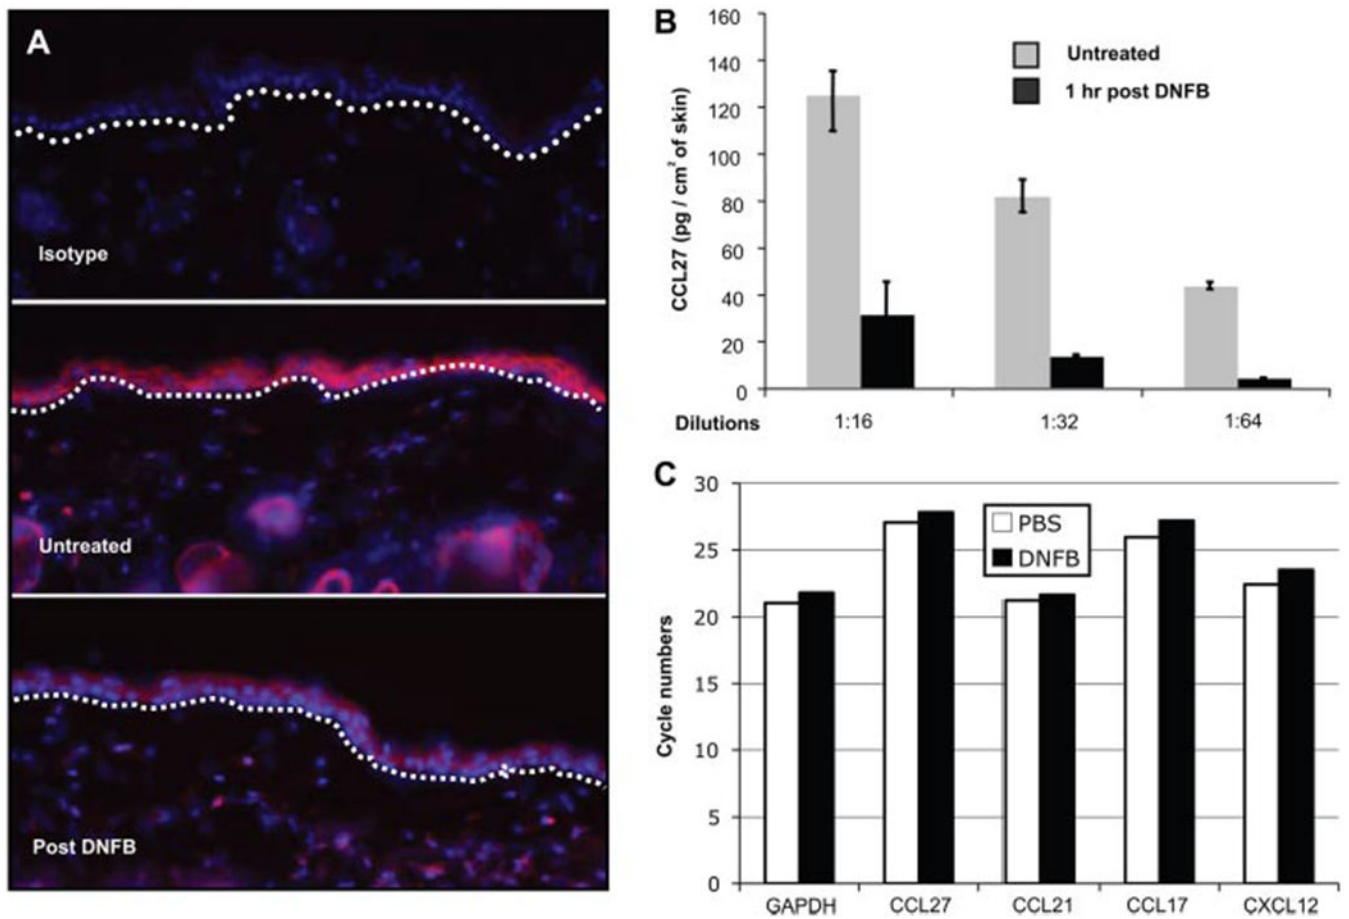 A
Isotype
Untreated
Post DNFB
B
160
140
120
100
80
60
40
20
0
CCL27 (pg / cm² of skin)
Untreated
1 hr post DNFB
Dilutions 1:16 1:32 1:64
C
30
25
20
15
10
5
0
Cycle numbers
PBS
DNFB
GAPDH CCL27 CCL21 CCL17 CXCL12